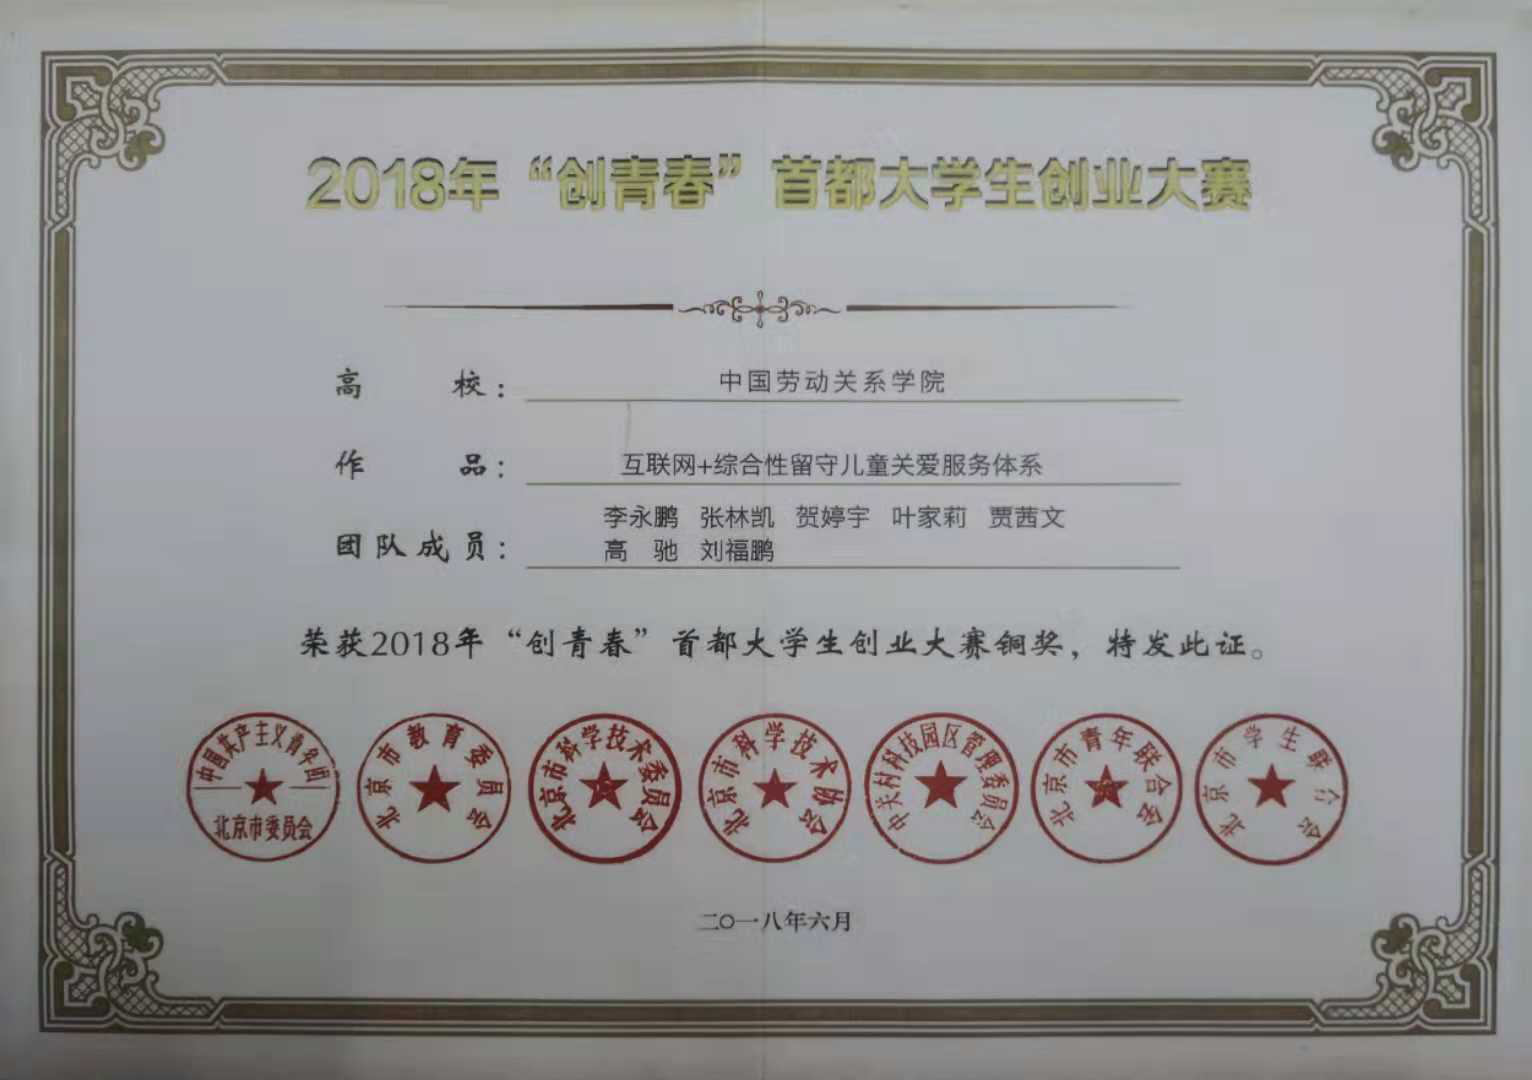 2018年“创青春”首都大学生创业大赛
高 校： 中国劳动关系学院
作 品： 互联网+综合性留守儿童关爱服务体系
团队成员： 李永鹏 张林凯 贺婷宇 叶家莉 贾茜文
高 驰 刘福鹏
荣获2018年“创青春”首都大学生创业大赛铜奖，特发此证。
中国共产主义青年团
北京市委员会
北京市教育委员会
北京市科学技术委员会
北京市科学技术协会
中关村科技园区管理委员会
北京市青年联合会
北京市学生联合会
二〇一八年六月